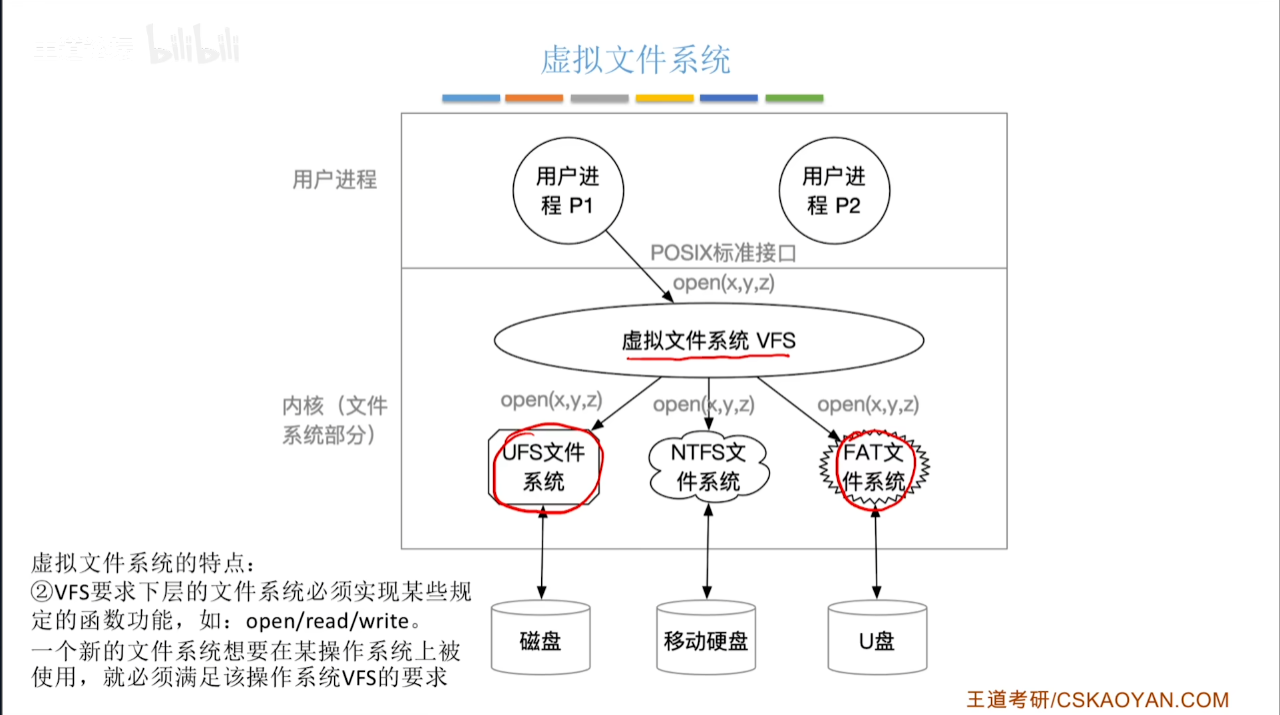 bilibili
虚拟文件系统
用户进程
用户进
程 P1
用户进
程 P2
POSIX标准接口
open(x,y,z)
虚拟文件系统 VFS
内核（文件
系统部分）
open(x,y,z)
open(x,y,z)
open(x,y,z)
UFS文件
系统
NTFS文
件系统
FAT文
件系统
磁盘
移动硬盘
U盘
虚拟文件系统的特点：
②VFS要求下层的文件系统必须实现某些规
定的函数功能，如：open/read/write。
一个新的文件系统想要在某操作系统上被
使用，就必须满足该操作系统VFS的要求
王道考研/CSKAOYAN.COM